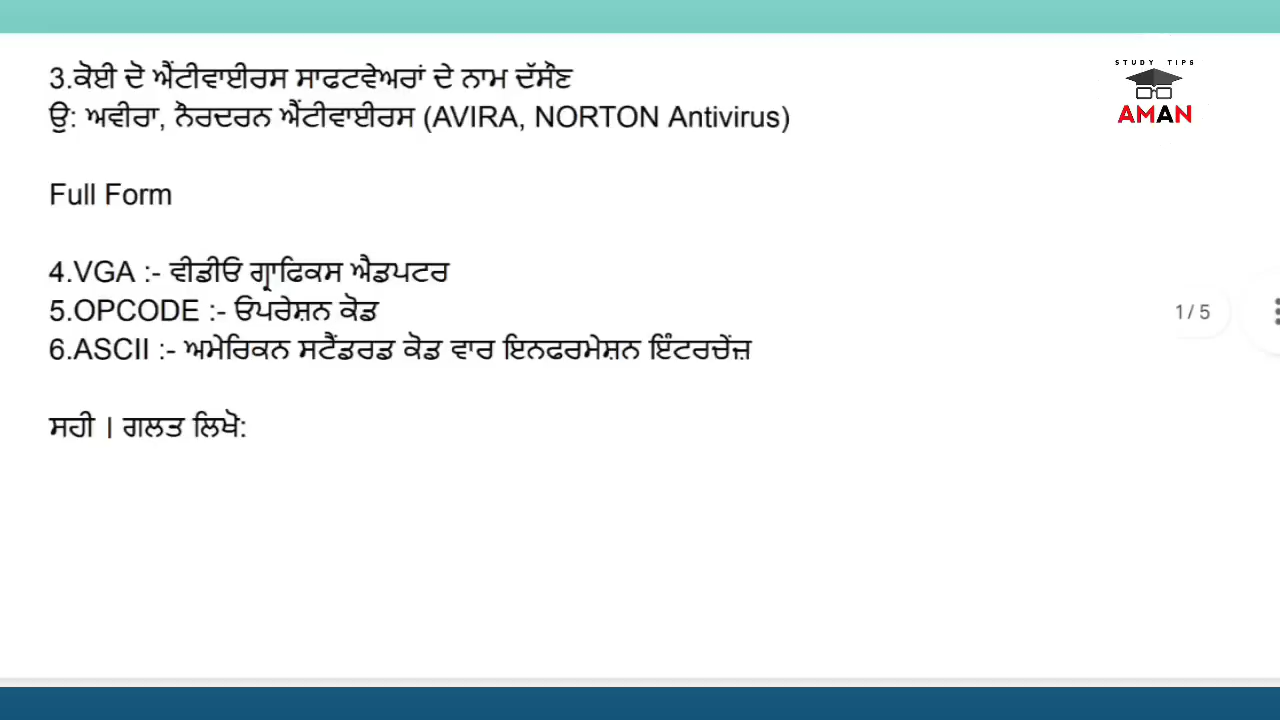 3.ਕੋਈ ਦੋ ਐਂਟੀਵਾਈਰਸ ਸਾਫਟਵੇਅਰਾਂ ਦੇ ਨਾਮ ਦੱਸੋਣ
ਉ: ਅਵੀਰਾ, ਨੋਰਦਰਨ ਐਂਟੀਵਾਈਰਸ (AVIRA, NORTON Antivirus)
Full Form
4.VGA :- ਵੀਡੀਓ ਗ੍ਰਾਫਿਕਸ ਐਡਪਟਰ
5.OPCODE :- ਓਪਰੇਸ਼ਨ ਕੋਡ
6.ASCII :- ਅਮੇਰਿਕਨ ਸਟੈਂਡਰਡ ਕੋਡ ਵਾਰ ਇਨਫਰਮੇਸ਼ਨ ਇੰਟਰਚੇਂਜ਼
ਸਹੀ । ਗਲਤ ਲਿਖੋ:
STUDY TIPS
AMAN
1/5